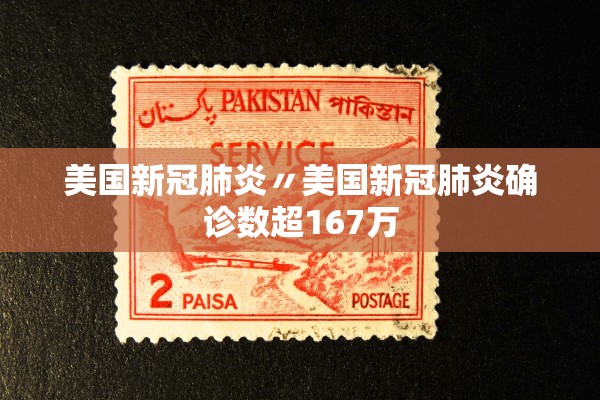 پاکستان PAKISTAN পাকিস্তান
SERVICE
美国新冠肺炎〃美国新冠肺炎确
诊数超167万
2 PAISA POSTAGE